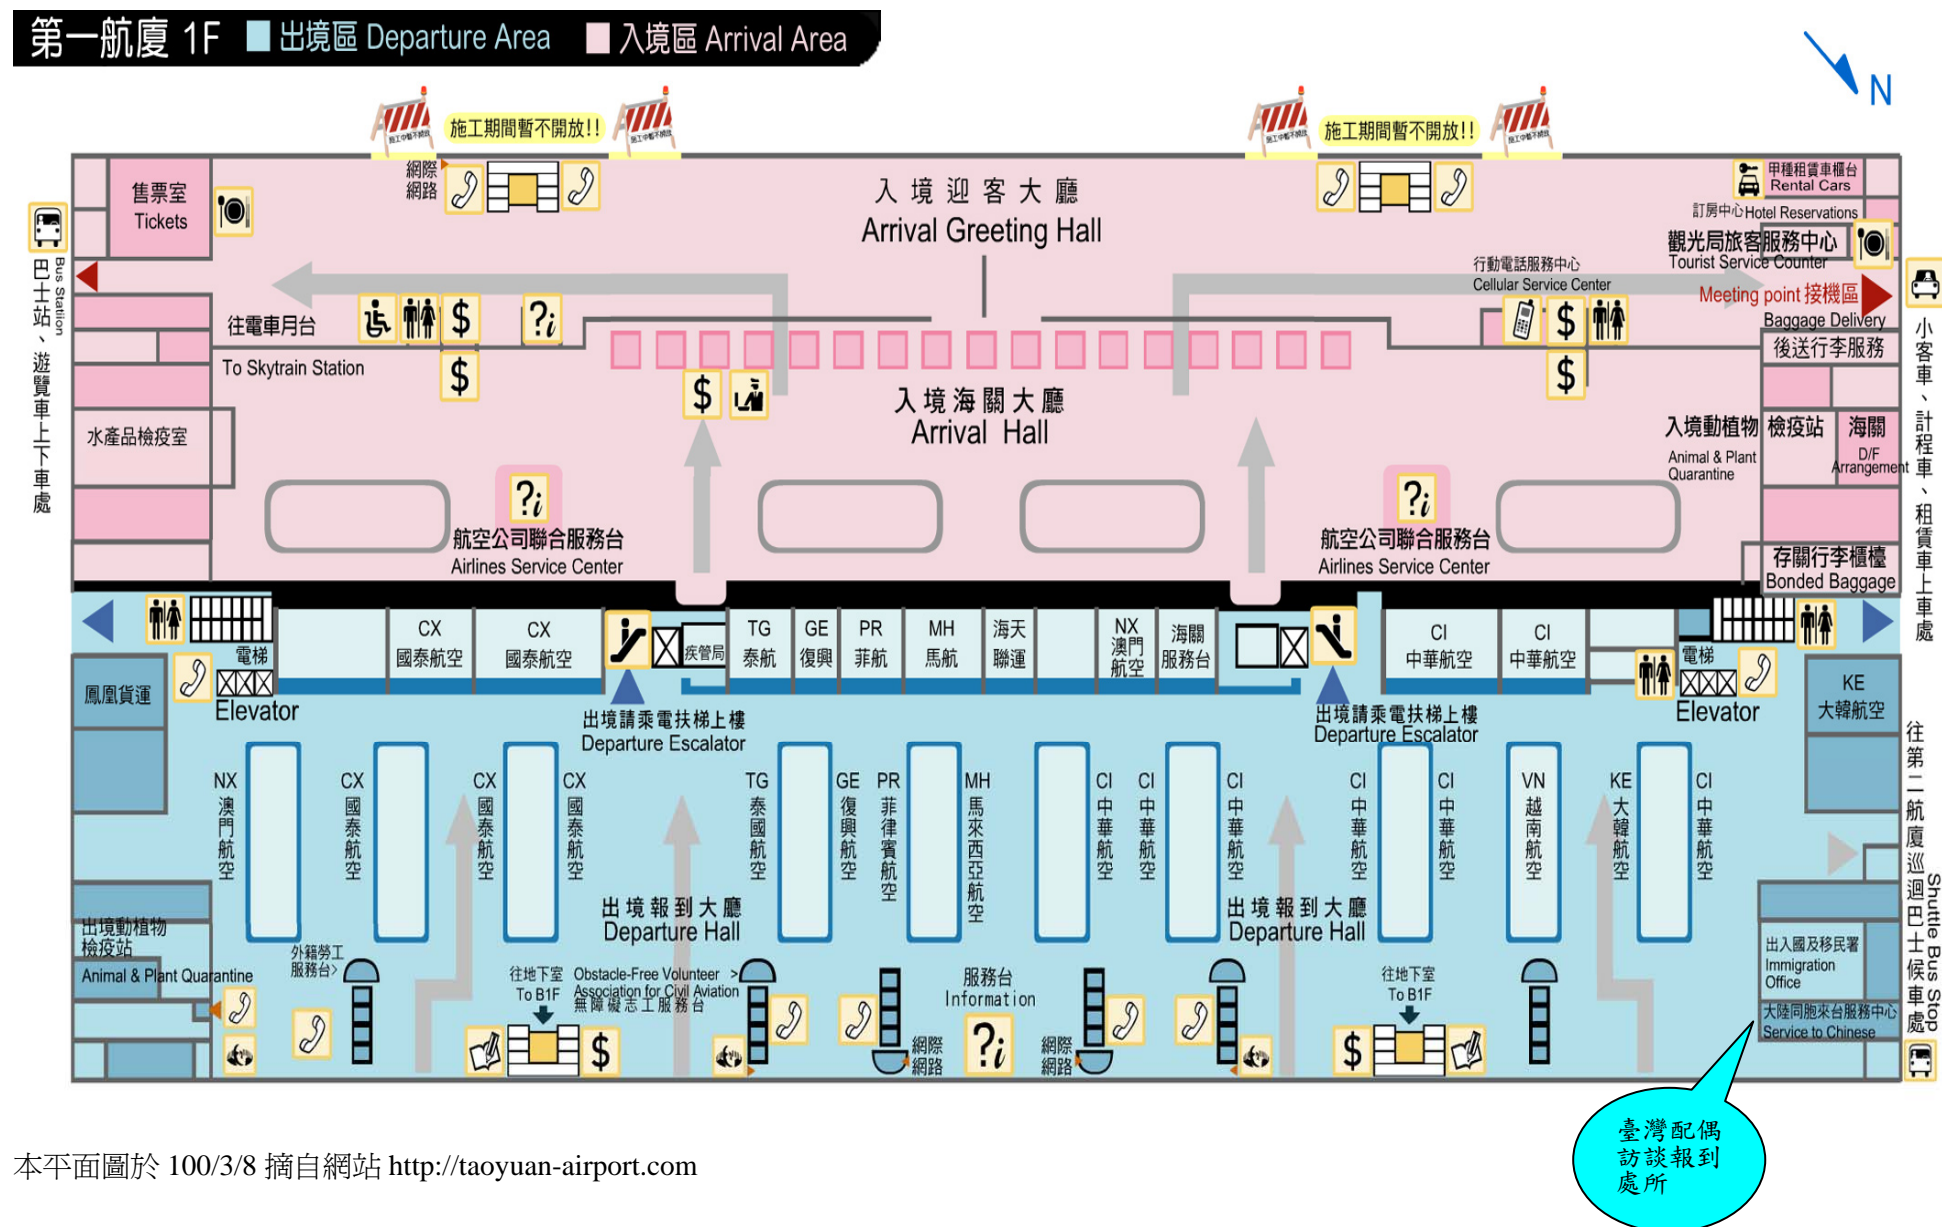 第一航廈 1F 出境區 Departure Area 入境區 Arrival Area
N
施工期間暫不開放!!
施工期間暫不開放!!
售票室
Tickets
網際
網路
入境迎客大廳
Arrival Greeting Hall
甲種租賃車櫃台
Rental Cars
訂房中心 Hotel Reservations
觀光局旅客服務中心
Tourist Service Counter
行動電話服務中心
Cellular Service Center
Meeting point 接機區
Baggage Delivery
後送行李服務
Bus Station
巴士站、遊覽車上下車處
往電車月台
To Skytrain Station
入境海關大廳
Arrival Hall
水產品檢疫室
入境動植物 檢疫站
Animal & Plant
Quarantine
海關
D/F
Arrangement
小客車、計程車、租賃車上車處
航空公司聯合服務台
Airlines Service Center
航空公司聯合服務台
Airlines Service Center
存關行李櫃檯
Bonded Baggage
電梯
Elevator
CX
國泰航空
CX
國泰航空
疾管局
TG
泰航
GE
復興
PR
菲航
MH
馬航
海天
聯運
NX
澳門
航空
海關
服務台
CI
中華航空
CI
中華航空
電梯
Elevator
鳳凰貨運
KE
大韓航空
出境請乘電扶梯上樓
Departure Escalator
出境請乘電扶梯上樓
Departure Escalator
NX
澳門航空
CX
國泰航空
CX
國泰航空
CX
國泰航空
TG
泰國航空
GE
復興航空
PR
菲律賓航空
MH
馬來西亞航空
CI
中華航空
CI
中華航空
CI
中華航空
CI
中華航空
CI
中華航空
VN
越南航空
KE
大韓航空
CI
中華航空
往第二航廈巡迴巴士候車處
Shuttle Bus Stop
出境報到大廳
Departure Hall
出境報到大廳
Departure Hall
出境動植物
檢疫站
Animal & Plant Quarantine
外籍勞工
服務台>
往地下室
To B1F
Obstacle-Free Volunteer >
Association for Civil Aviation
無障礙志工服務台
服務台
Information
網際
網路
網際
網路
往地下室
To B1F
出入國及移民署
Immigration
Office
大陸同胞來台服務中心
Service to Chinese
臺灣配偶
訪談報到
處所
本平面圖於 100/3/8 摘自網站 http://taoyuan-airport.com